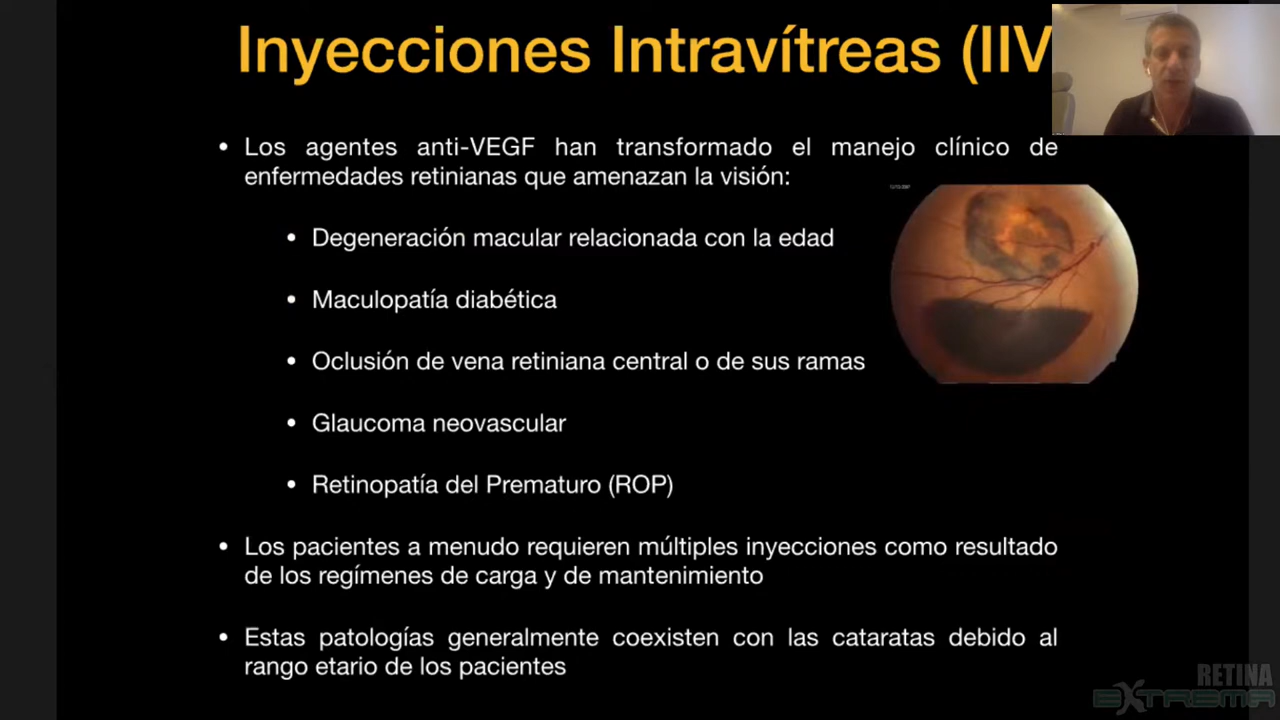 Inyecciones Intravítreas (IIV
• Los agentes anti-VEGF han transformado el manejo clínico de
enfermedades retinianas que amenazan la visión:
• Degeneración macular relacionada con la edad
• Maculopatía diabética
• Oclusión de vena retiniana central o de sus ramas
• Glaucoma neovascular
• Retinopatía del Prematuro (ROP)
• Los pacientes a menudo requieren múltiples inyecciones como resultado
de los regímenes de carga y de mantenimiento
• Estas patologías generalmente coexisten con las cataratas debido al
rango etario de los pacientes
RETINA
EXTREMA